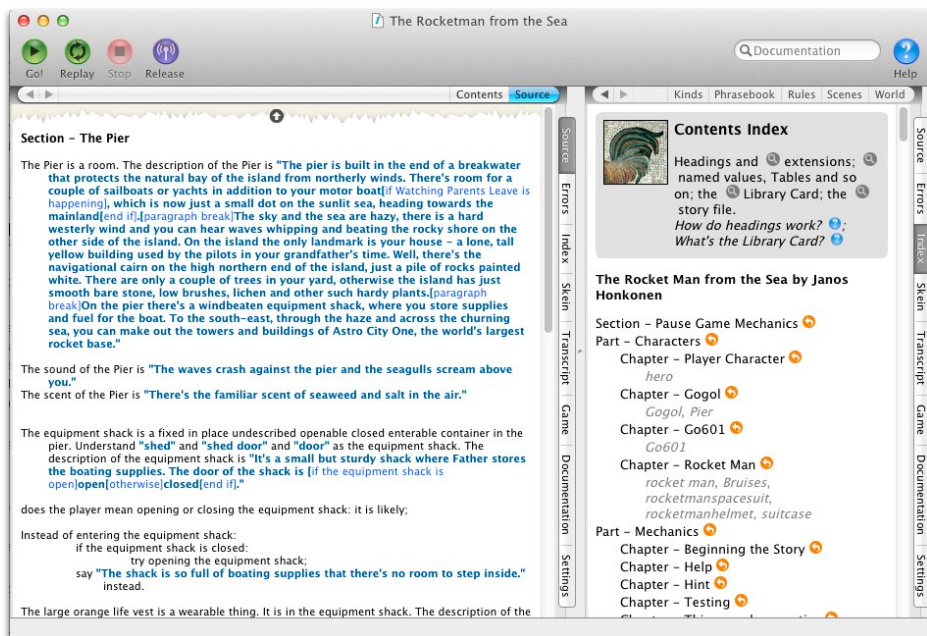 The Rocketman from the Sea
Go! Replay Stop Release
Documentation
Help
Contents Source
Kinds Phrasebook Rules Scenes World
Section – The Pier
The Pier is a room. The description of the Pier is "The pier is built in the end of a breakwater
that protects the natural bay of the island from northerly winds. There's room for a
couple of sailboats or yachts in addition to your motor boat[if Watching Parents Leave is
happening], which is now just a small dot on the sunlit sea, heading towards the
mainland[end if].[paragraph break]The sky and the sea are hazy, there is a hard
westerly wind and you can hear waves whipping and beating the rocky shore on the
other side of the island. On the island the only landmark is your house – a lone, tall
yellow building used by the pilots in your grandfather's time. Well, there's the
navigational cairn on the high northern end of the island, just a pile of rocks painted
white. There are only a couple of trees in your yard, otherwise the island has just
smooth bare stone, low brushes, lichen and other such hardy plants.[paragraph
break]On the pier there's a windbeaten equipment shack, where you store supplies
and fuel for the boat. To the south-east, through the haze and across the churning
sea, you can make out the towers and buildings of Astro City One, the world's largest
rocket base."
The sound of the Pier is "The waves crash against the pier and the seagulls scream above
you."
The scent of the Pier is "There's the familiar scent of seaweed and salt in the air."
The equipment shack is a fixed in place undescribed openable closed enterable container in the
pier. Understand "shed" and "shed door" and "door" as the equipment shack. The
description of the equipment shack is "It's a small but sturdy shack where Father stores
the boating supplies. The door of the shack is [if the equipment shack is
open]open[otherwise]closed[end if]."
does the player mean opening or closing the equipment shack: it is likely;
Instead of entering the equipment shack:
if the equipment shack is closed:
try opening the equipment shack;
say "The shack is so full of boating supplies that there's no room to step inside."
instead.
The large orange life vest is a wearable thing. It is in the equipment shack. The description of the
Source
Errors
Index
Skein
Transcript
Game
Documentation
Settings
Contents Index
Headings and extensions;
named values, Tables and so
on; the Library Card; the
story file.
How do headings work? ;
What's the Library Card?
The Rocket Man from the Sea by Janos
Honkonen
Section – Pause Game Mechanics
Part – Characters
Chapter – Player Character
hero
Chapter – Gogol
Gogol, Pier
Chapter – Go601
Go601
Chapter – Rocket Man
rocket man, Bruises,
rocketmanspacesuit,
rocketmanhelmet, suitcase
Part – Mechanics
Chapter – Beginning the Story
Chapter – Help
Chapter – Hint
Chapter – Testing
Source
Errors
Index
Skein
Transcript
Game
Documentation
Settings